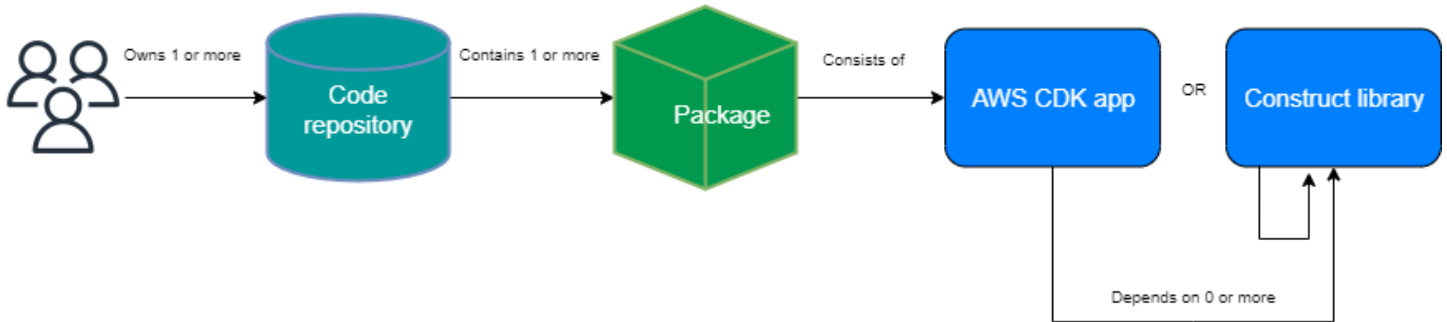 Owns 1 or more
Code
repository
Contains 1 or more
Package
Consists of
AWS CDK app
OR
Construct library
Depends on 0 or more